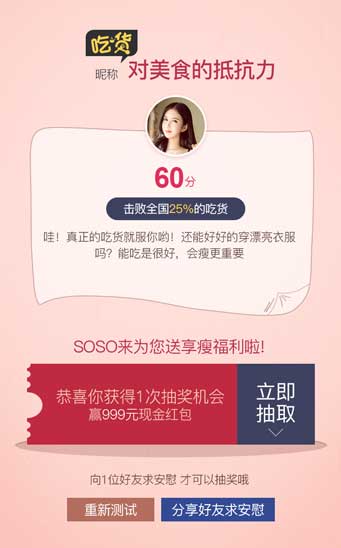 吃货
昵称 对美食的抵抗力
60分
击败全国25%的吃货
哇！真正的吃货就服你哟！还能好好的穿漂亮衣服
吗？能吃是很好，会瘦更重要
SOSO来为您送享瘦福利啦!
恭喜你获得1次抽奖机会
赢999元现金红包
立即
抽取
向1位好友求安慰 才可以抽奖哦
重新测试 分享好友求安慰